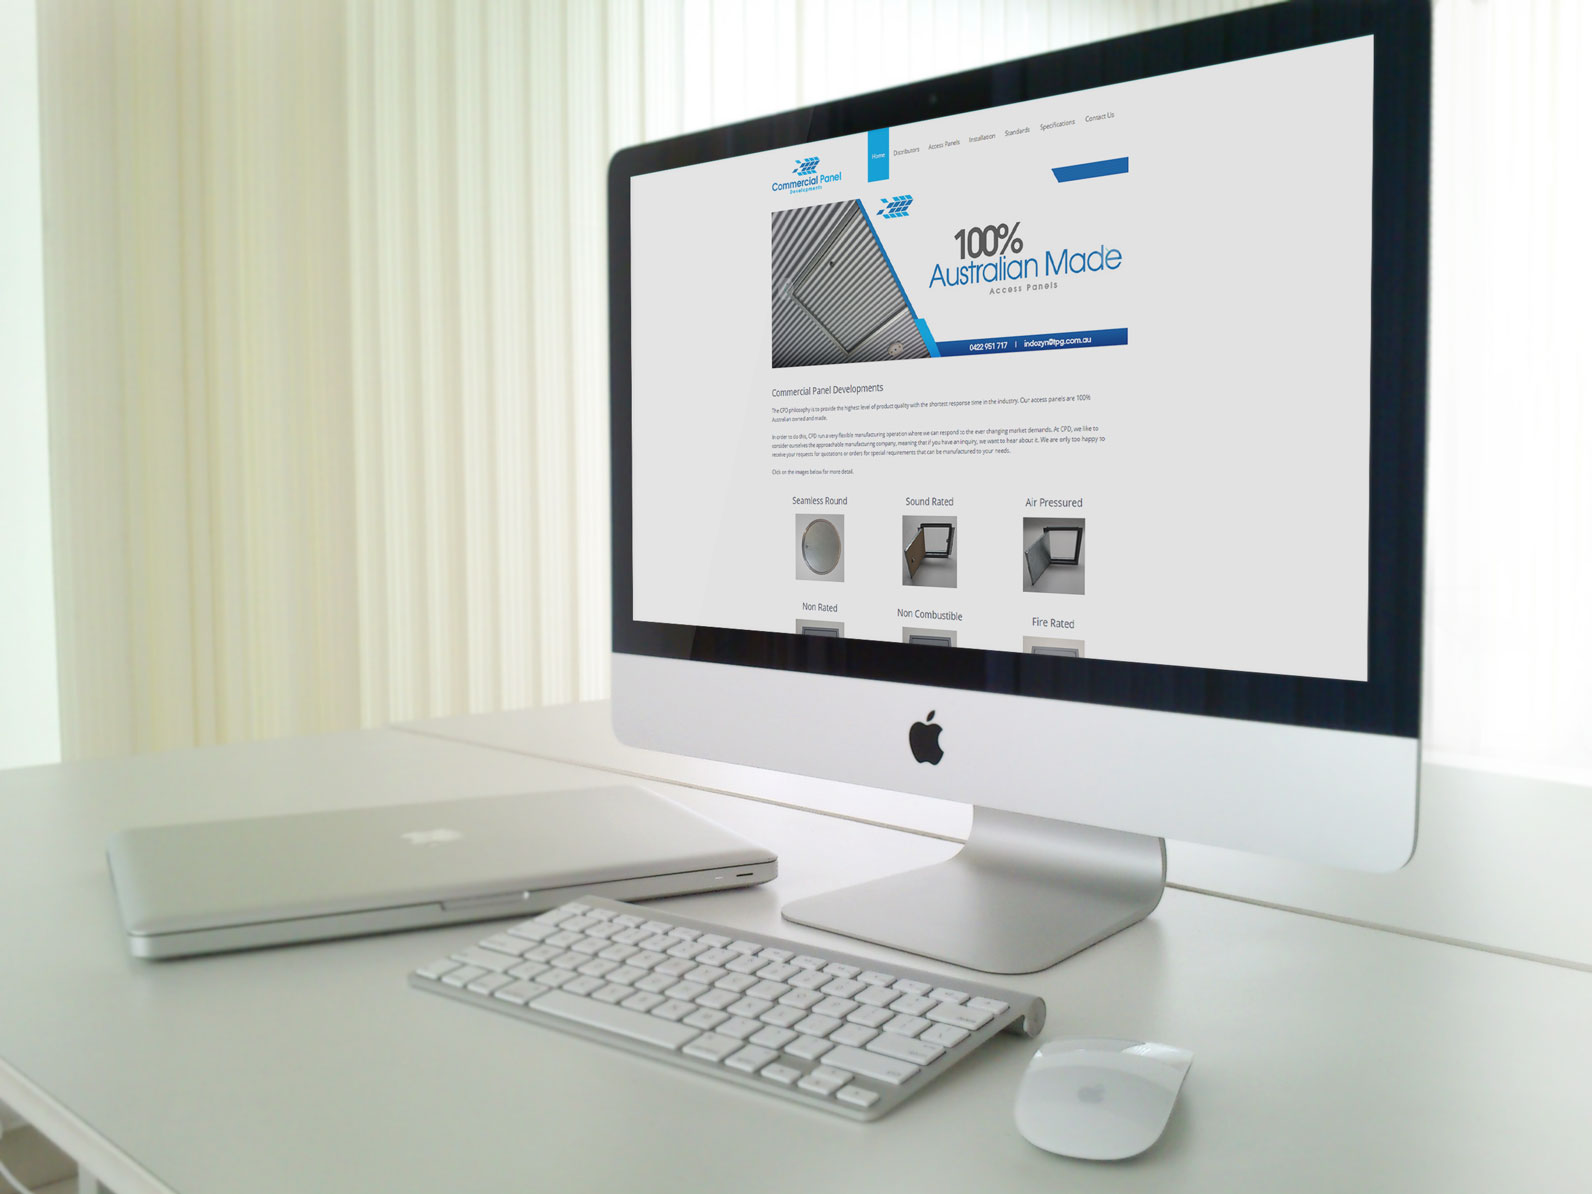 Commercial Panel
Developments
Home
Distributors
Access Panels
Installation
Standards
Specifications
Contact Us
100%
Australian Made
Access Panels
0422 951 717 | indozyn@tpg.com.au
Commercial Panel Developments
The CPD philosophy is to provide the highest level of product quality with the shortest response time in the industry. Our access panels are 100%
Australian owned and made.
In order to do this, CPD run a very flexible manufacturing operation where we can respond to the ever changing market demands. At CPD, we like to
consider ourselves the approachable manufacturing company, meaning that if you have an inquiry, we want to hear about it. We are only too happy to
receive your requests for quotations or orders for special requirements that can be manufactured to your needs.
Click on the images below for more detail.
Seamless Round
Sound Rated
Air Pressured
Non Rated
Non Combustible
Fire Rated